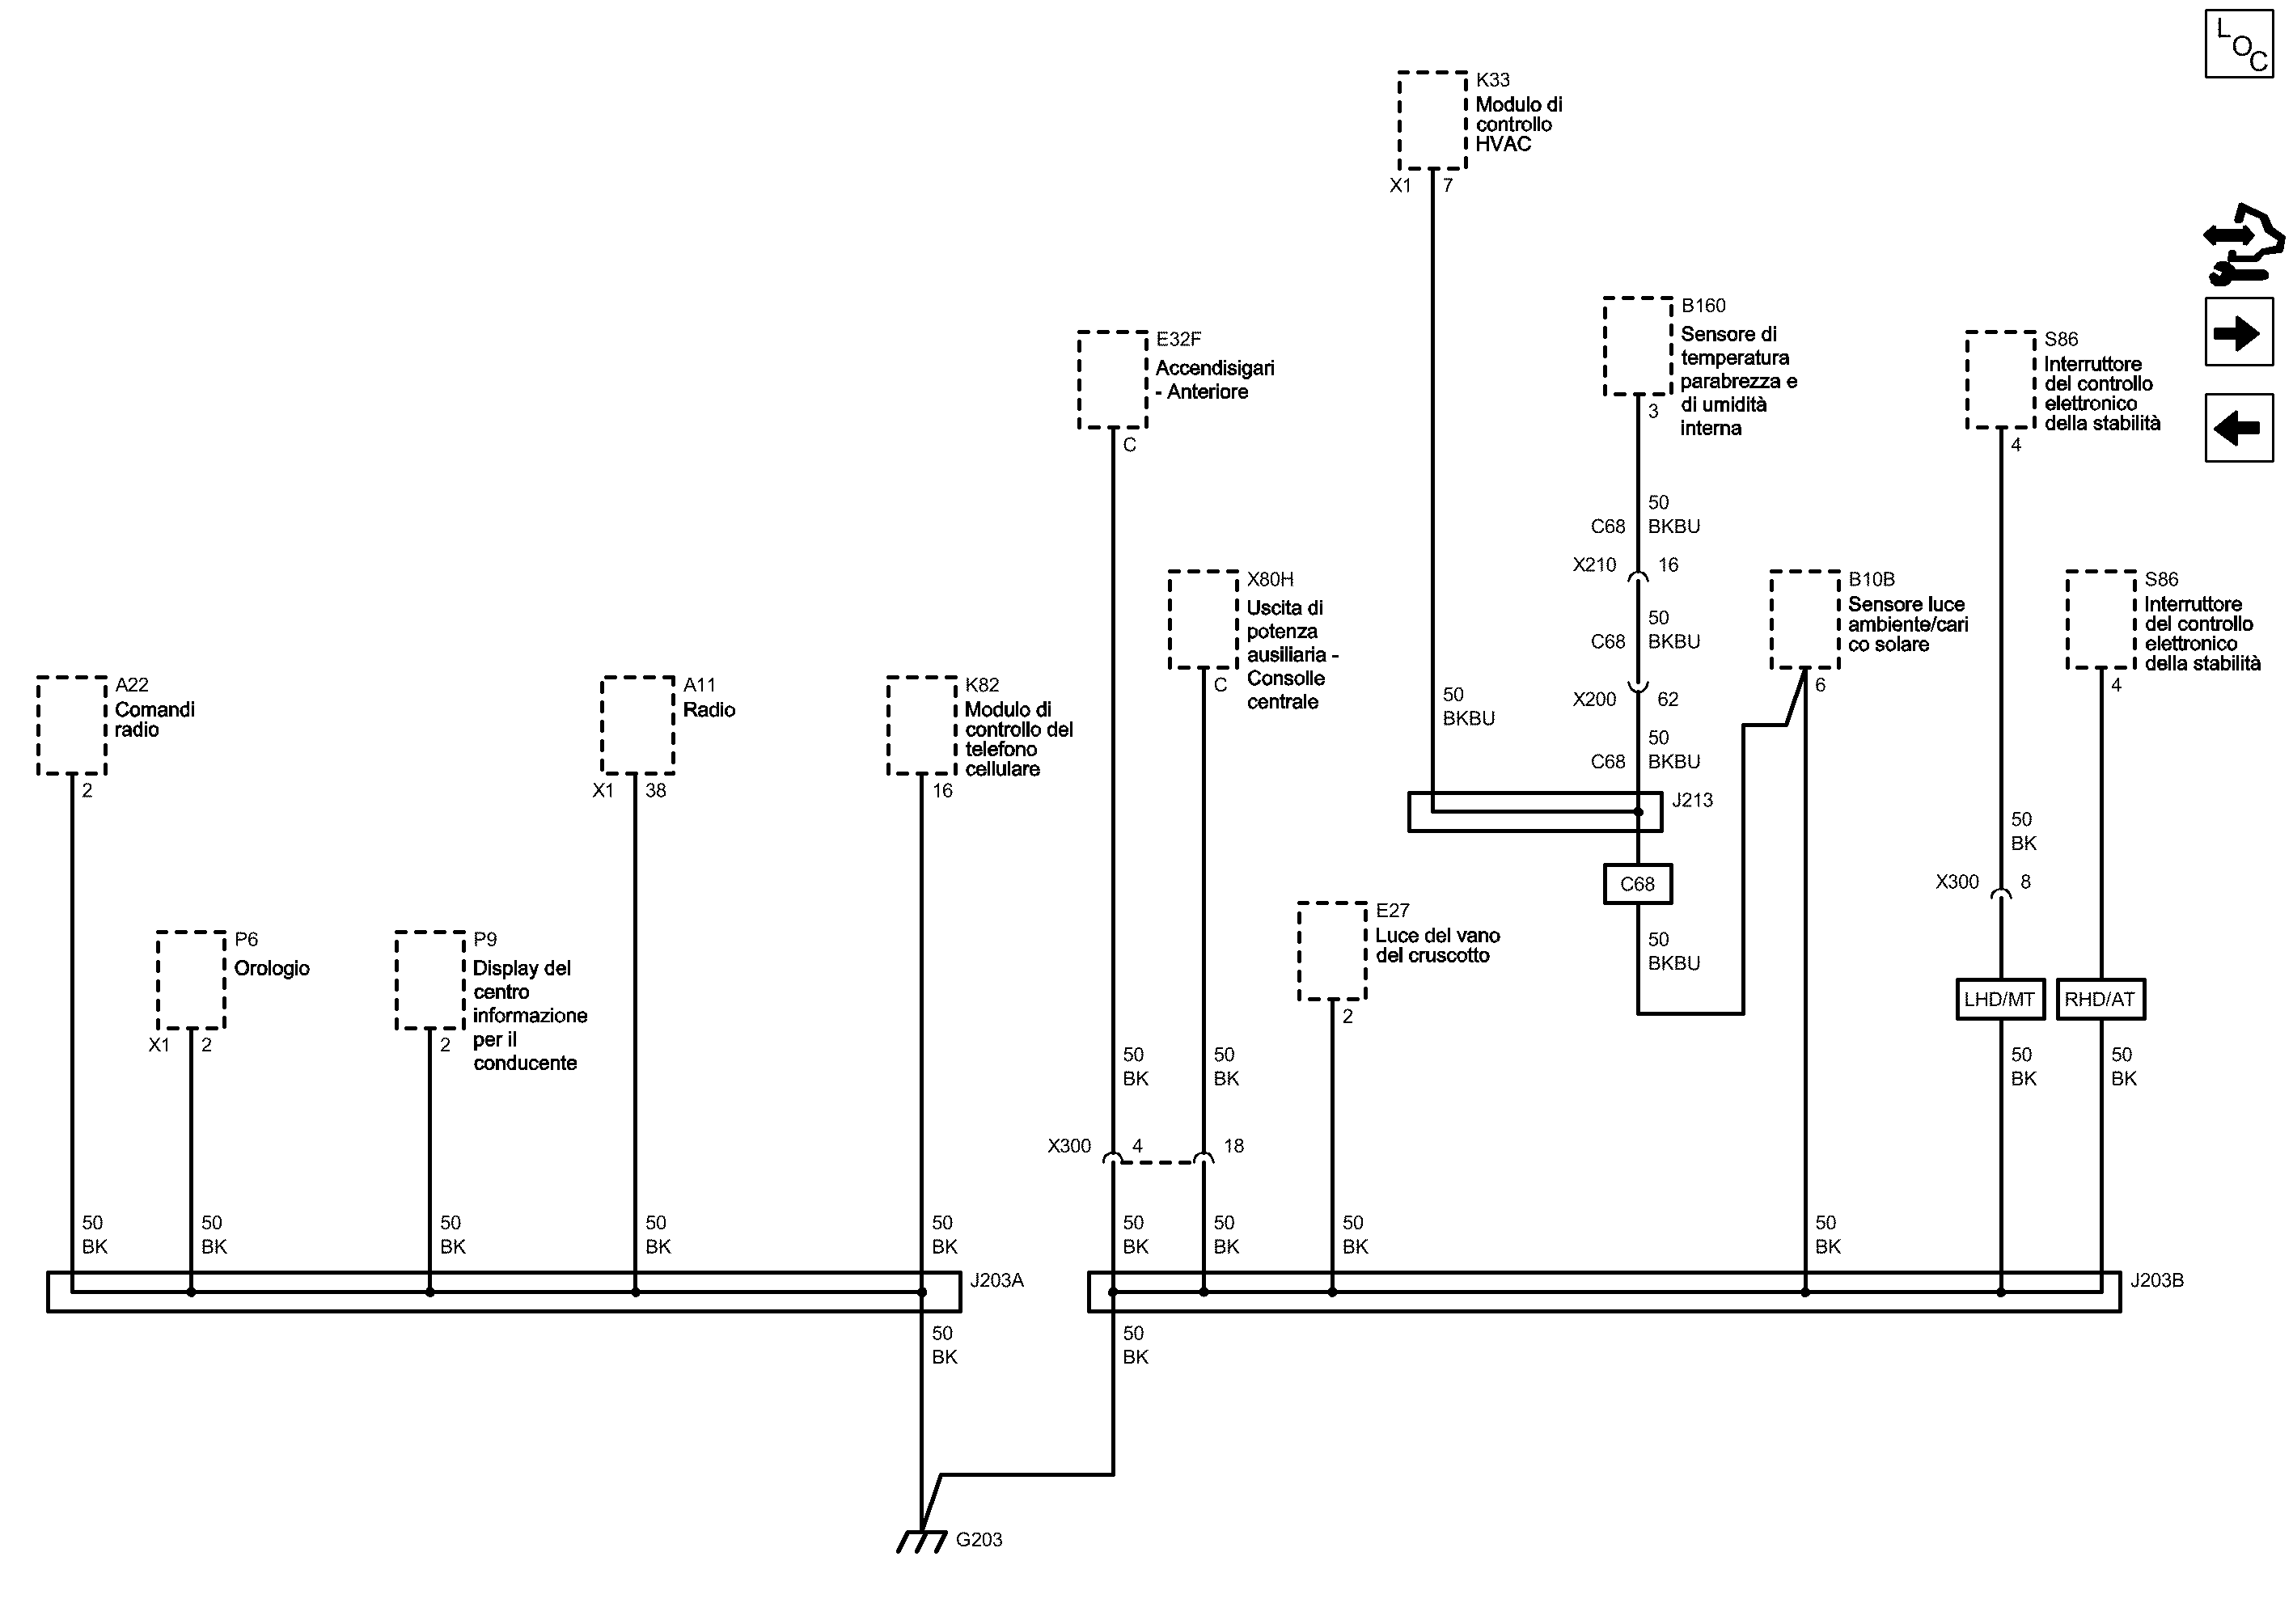 L
O
C
K33
Modulo di
controllo
HVAC
X1 7
B160
Sensore di
temperatura
parabrezza e
di umidità
interna
3
E32F
Accendisigari
- Anteriore
C
S86
Interruttore
del controllo
elettronico
della stabilità
4
50
C68 BKBU
X210 16
50
C68 BKBU
X200 62
50
C68 BKBU
X80H
Uscita di
potenza
ausiliaria -
Consolle
centrale
C
B10B
Sensore luce
ambiente/cari
co solare
6
S86
Interruttore
del controllo
elettronico
della stabilità
4
A22
Comandi
radio
2
A11
Radio
X1 38
K82
Modulo di
controllo del
telefono
cellulare
16
50
BKBU
J213
C68
50
BKBU
50
BK
X300 8
LHD/MT
RHD/AT
P6
Orologio
X1 2
P9
Display del
centro
informazione
per il
conducente
2
E27
Luce del vano
del cruscotto
2
50
BK
50
BK
50
BK
50
BK
X300 4 18
50
BK
50
BK
50
BK
50
BK
50
BK
50
BK
50
BK
50
BK
50
BK
J203A
J203B
50
BK
50
BK
G203